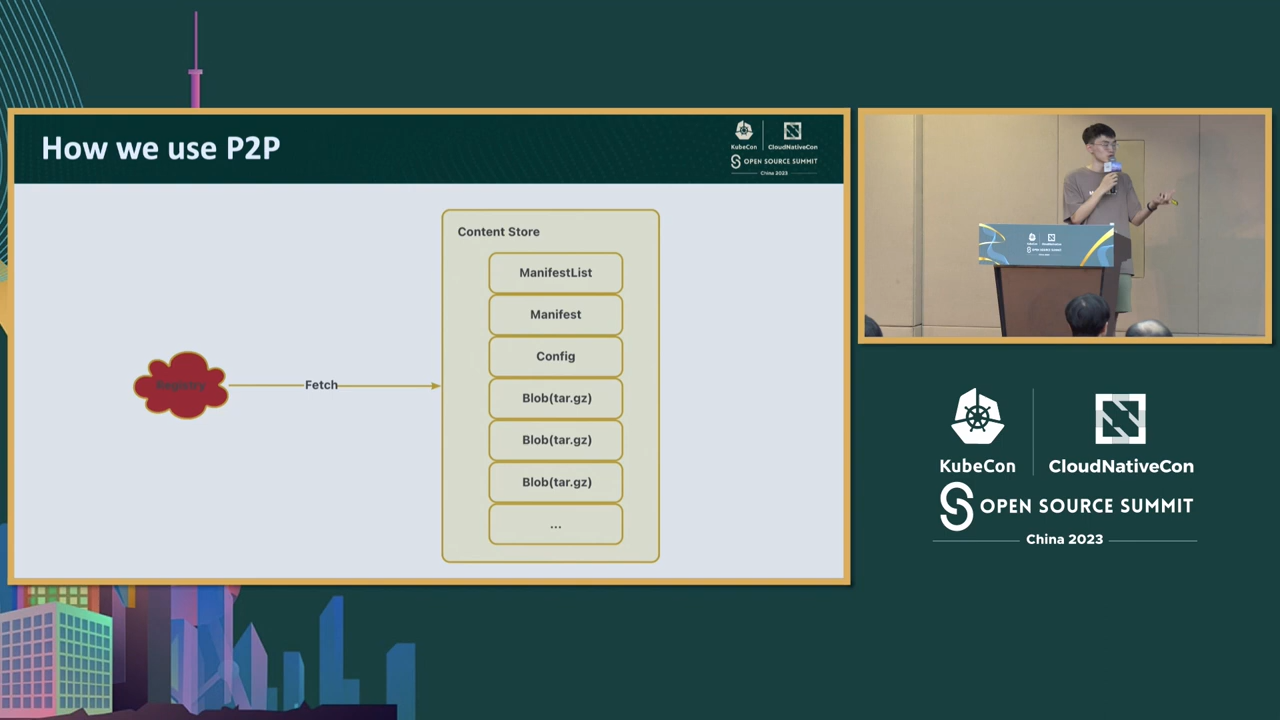 How we use P2P
KubeCon
CloudNativeCon
OPEN SOURCE SUMMIT
China 2023
Content Store
ManifestList
Manifest
Config
Blob(tar.gz)
Blob(tar.gz)
Blob(tar.gz)
...
Registry
Fetch
KubeCon
CloudNativeCon
OPEN SOURCE SUMMIT
China 2023